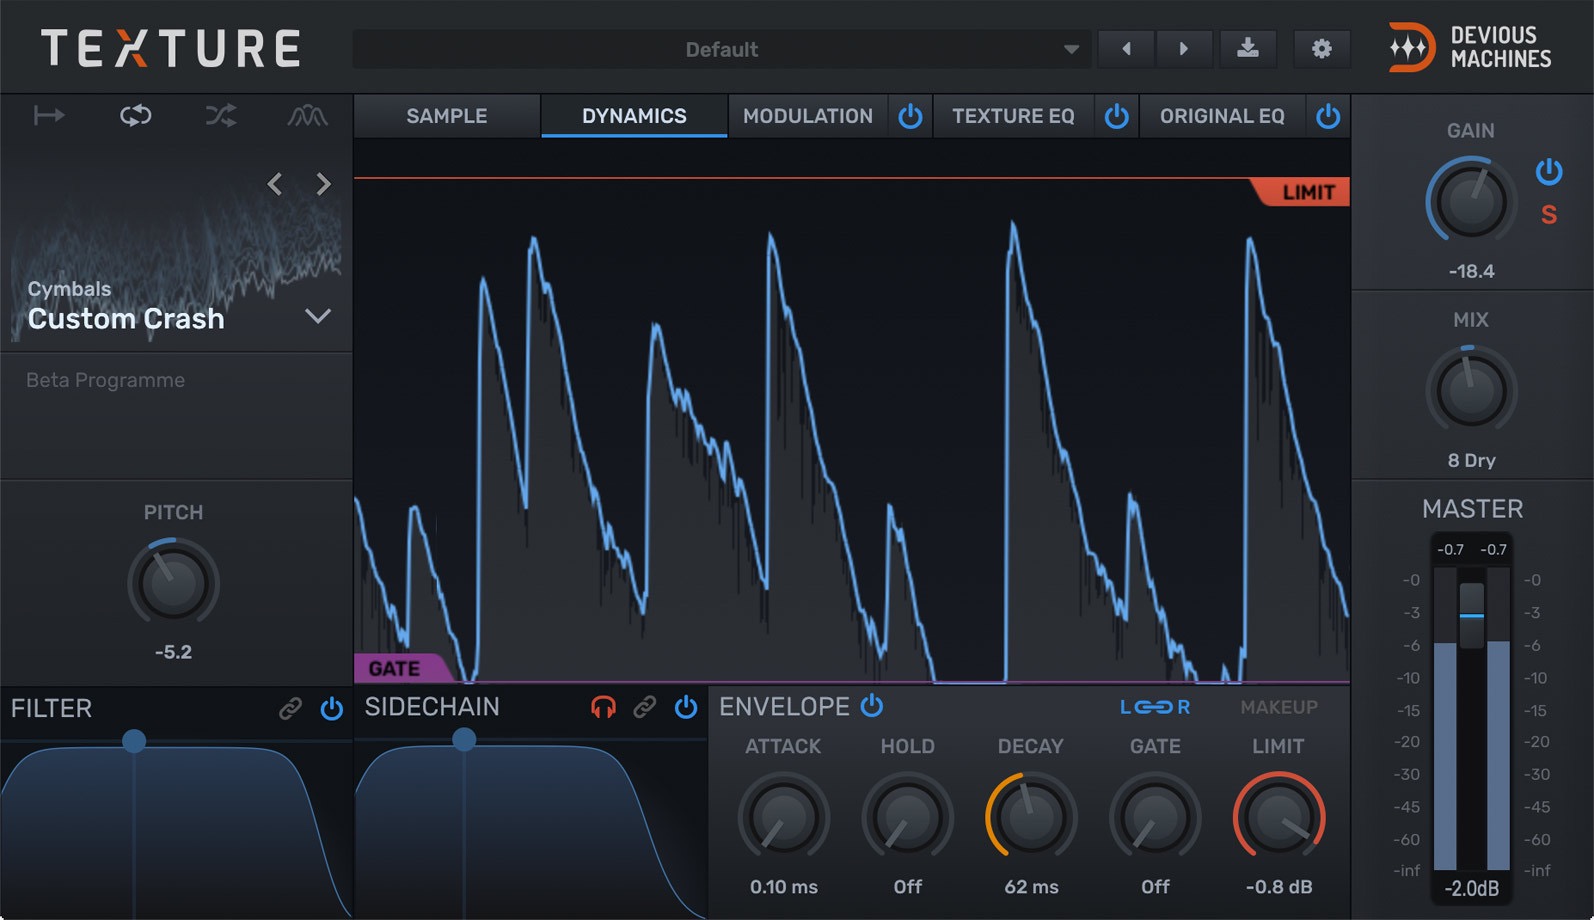 TEXTURE
Default
DEVIOUS
MACHINES
SAMPLE
DYNAMICS
MODULATION
TEXTURE EQ
ORIGINAL EQ
Cymbals
Custom Crash
Beta Programme
PITCH
-5.2
LIMIT
GATE
GAIN
S
-18.4
MIX
8 Dry
MASTER
-0.7 -0.7
-0 -0
-3 -3
-6 -6
-10 -10
-15 -15
-20 -20
-30 -30
-45 -45
-60 -60
-inf -inf
-2.0dB
FILTER
SIDECHAIN
ENVELOPE
L R
MAKEUP
ATTACK
HOLD
DECAY
GATE
LIMIT
0.10 ms
Off
62 ms
Off
-0.8 dB